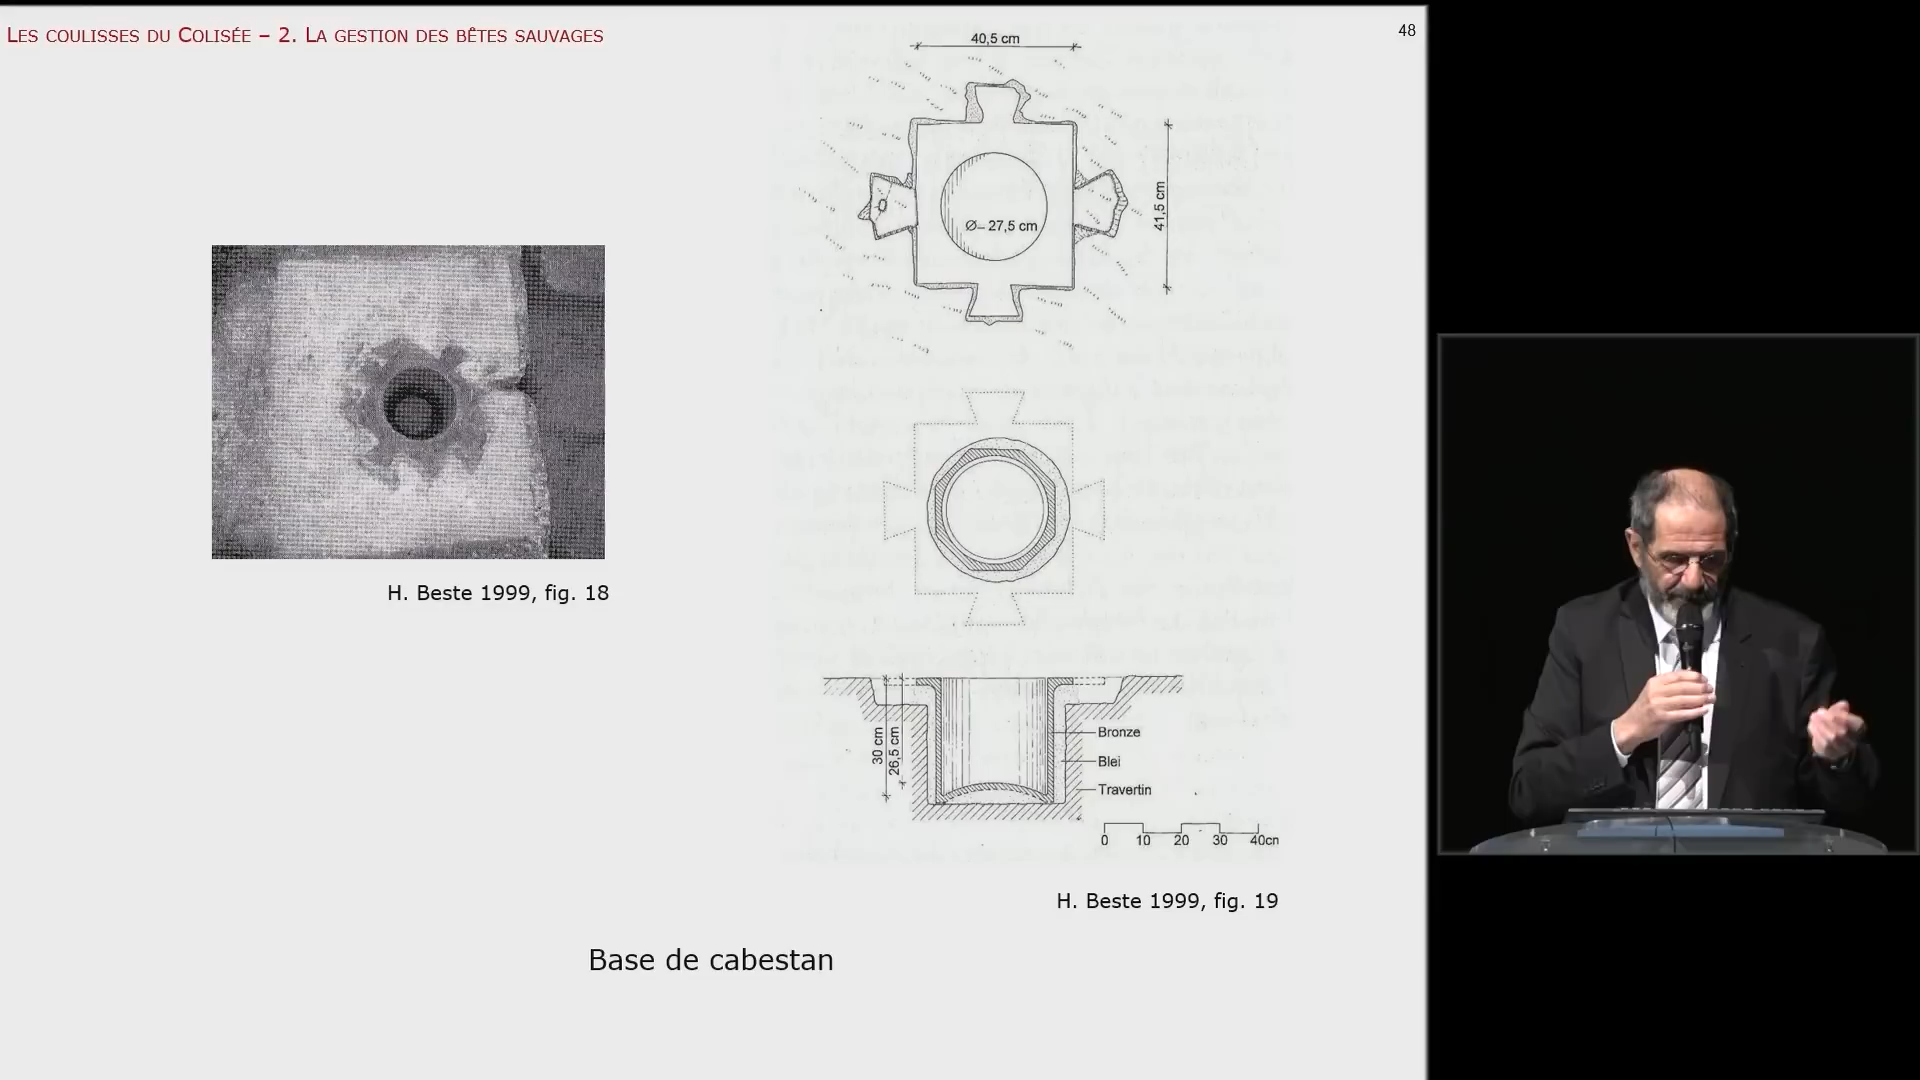 Les coulisses du Colisée – 2. La gestion des bêtes sauvages
48
40,5 cm
41,5 cm
Ø– 27,5 cm
H. Beste 1999, fig. 18
30 cm
26,5 cm
Bronze
Blei
Travertin
0 10 20 30 40cm
H. Beste 1999, fig. 19
Base de cabestan